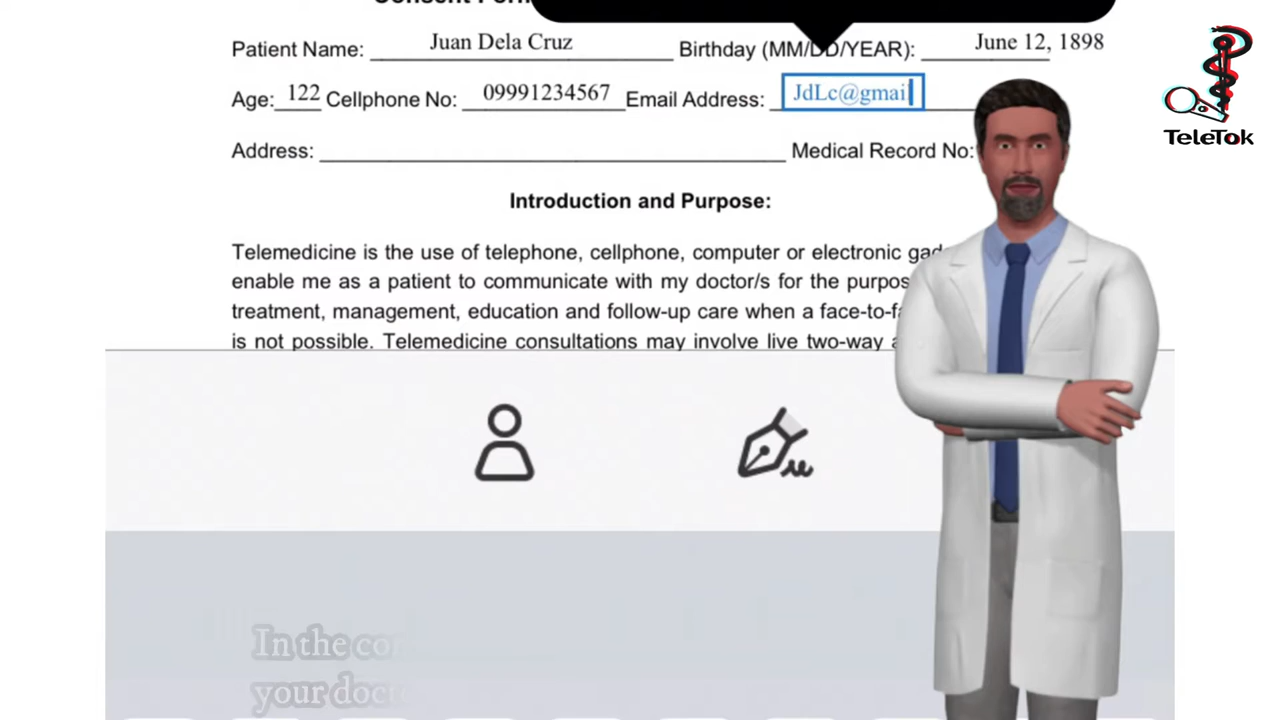 Patient Name: Juan Dela Cruz Birthday (MM/DD/YEAR): June 12, 1898
Age: 122 Cellphone No: 09991234567 Email Address: JdLc@gmai
TeleTok
Address: Medical Record No:
Introduction and Purpose:
Telemedicine is the use of telephone, cellphone, computer or electronic
enable me as a patient to communicate with my doctor/s for the
treatment, management, education and follow-up care when a
is not possible. Telemedicine consultations may involve live two-way
In the
your